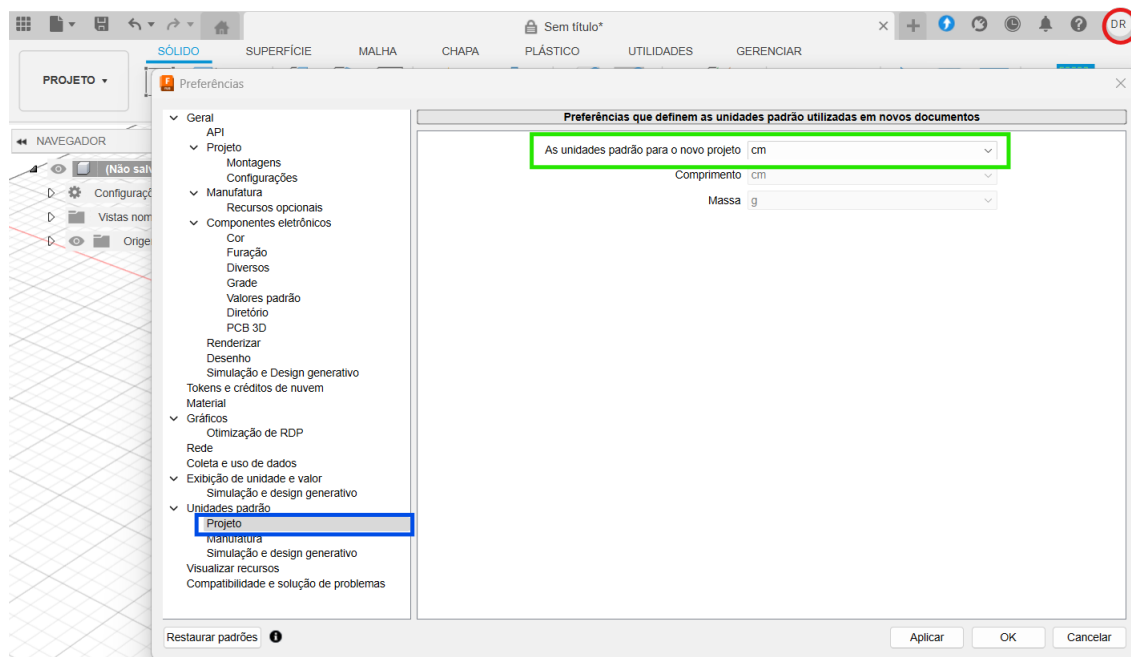 Sem título*
DR
SÓLIDO SUPERFÍCIE MALHA CHAPA PLÁSTICO UTILIDADES GERENCIAR
PROJETO
Preferências
NAVEGADOR
(Não sal
Configuraçõ
Vistas nom
Orige
Geral
API
Projeto
Montagens
Configurações
Manufatura
Recursos opcionais
Componentes eletrônicos
Cor
Furação
Diversos
Grade
Valores padrão
Diretório
PCB 3D
Renderizar
Desenho
Simulação e Design generativo
Tokens e créditos de nuvem
Material
Gráficos
Otimização de RDP
Rede
Coleta e uso de dados
Exibição de unidade e valor
Simulação e design generativo
Unidades padrão
Projeto
Manufatura
Simulação e design generativo
Visualizar recursos
Compatibilidade e solução de problemas
Preferências que definem as unidades padrão utilizadas em novos documentos
As unidades padrão para o novo projeto cm
Comprimento cm
Massa g
Restaurar padrões
Aplicar OK Cancelar